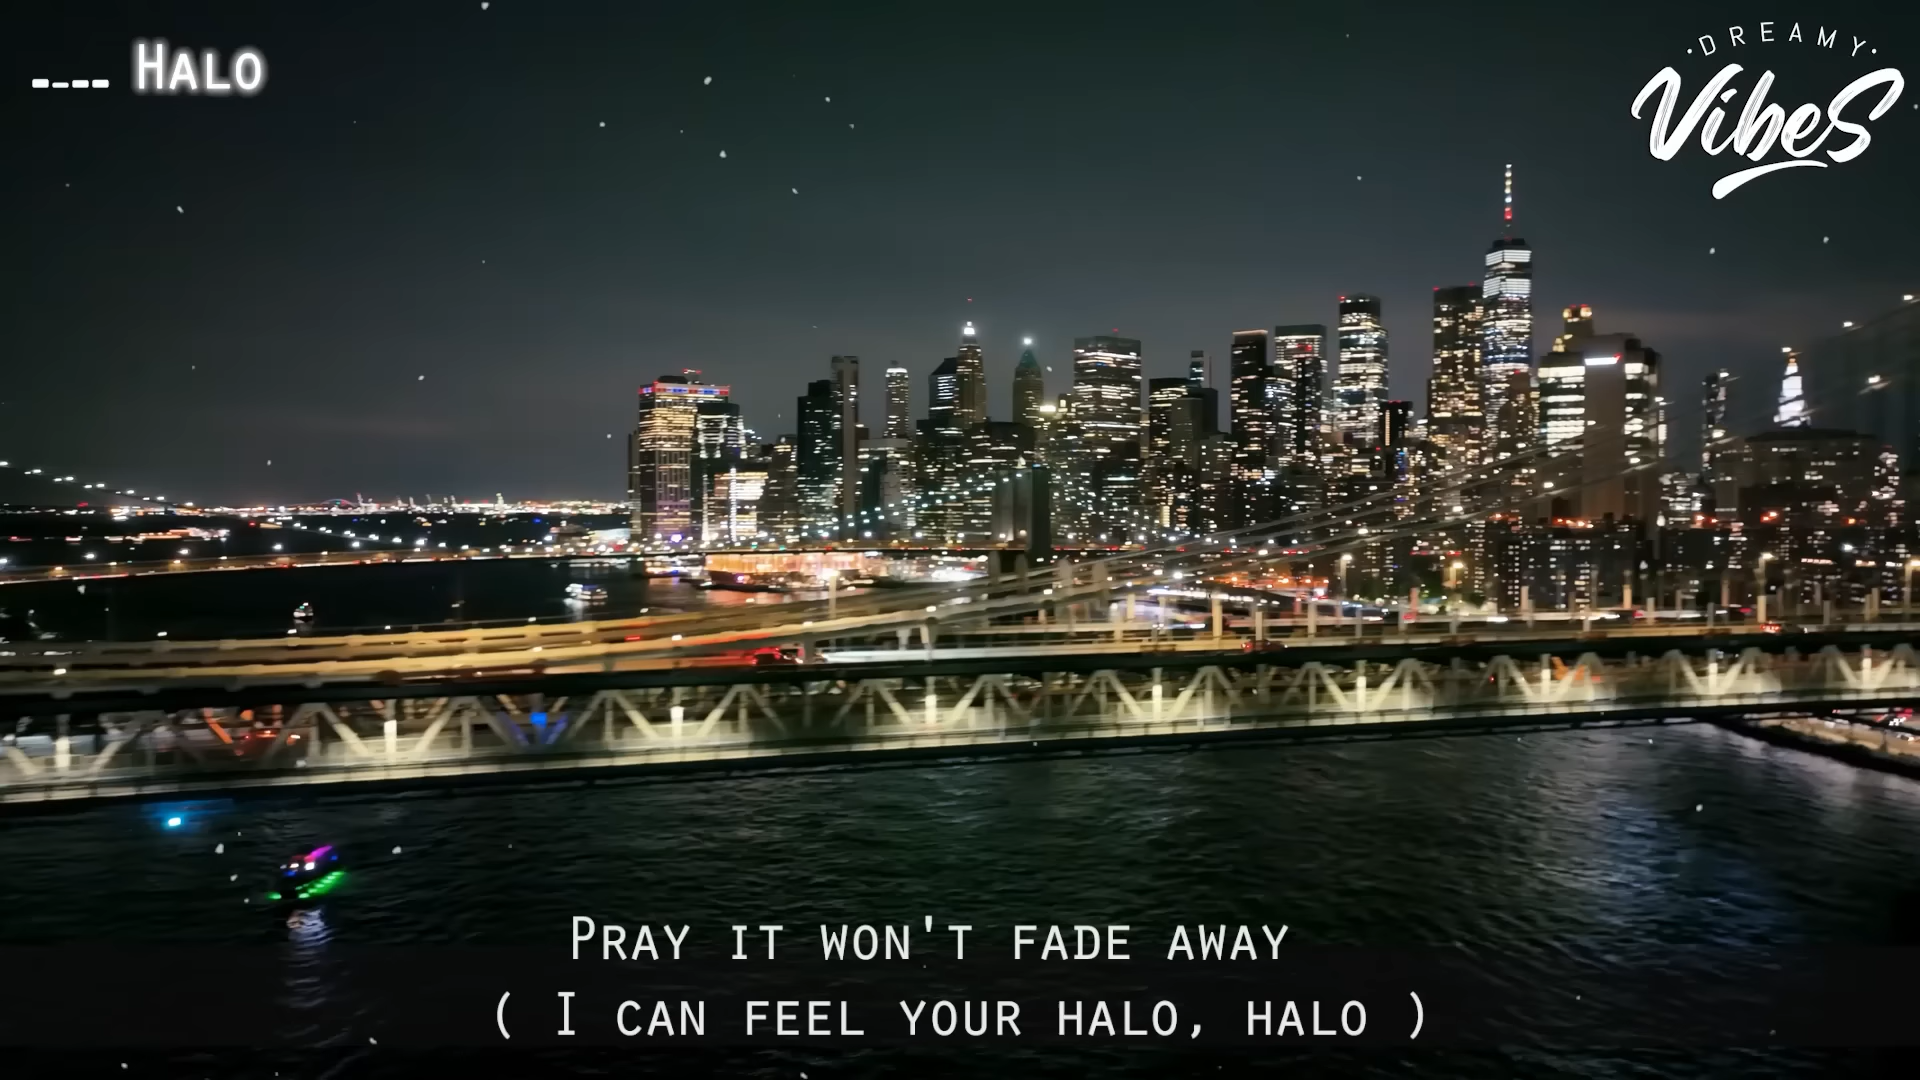 ---- Halo
·DREAMY·
Vibes
Pray it won't fade away
( I can feel your halo, halo )